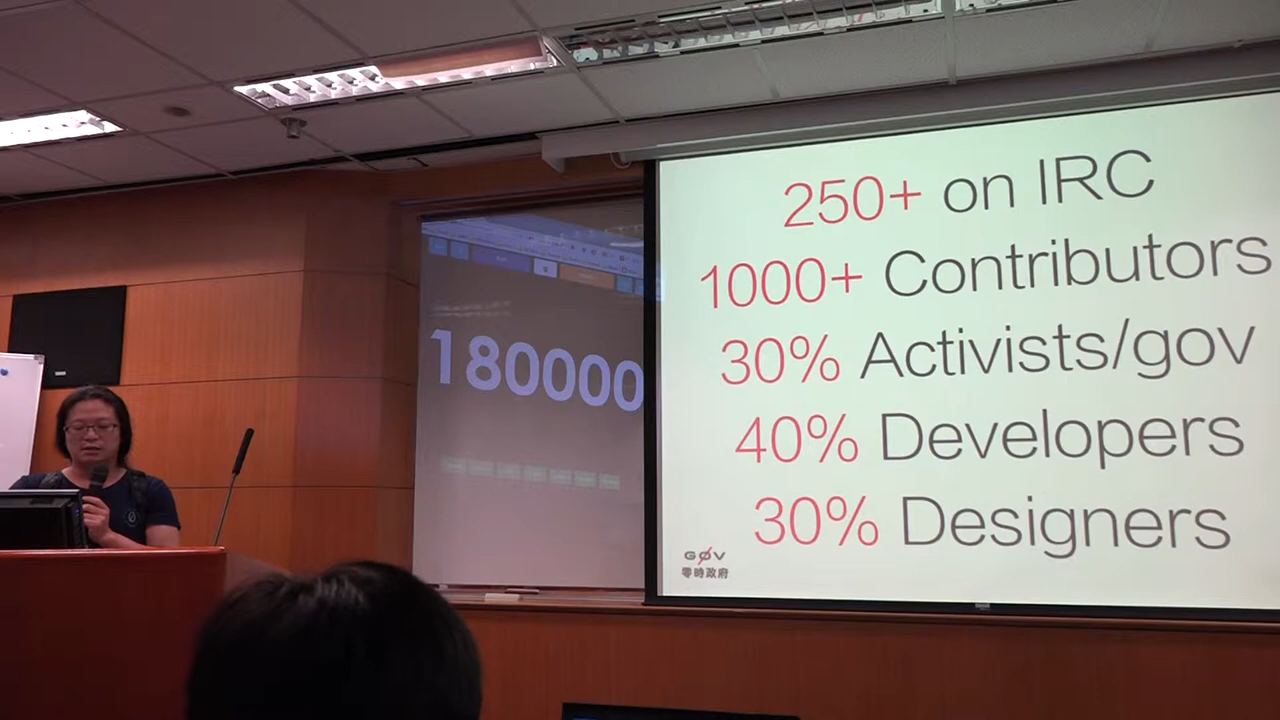 180000
250+ on IRC
1000+ Contributors
30% Activists/gov
40% Developers
30% Designers
GØV
零時政府